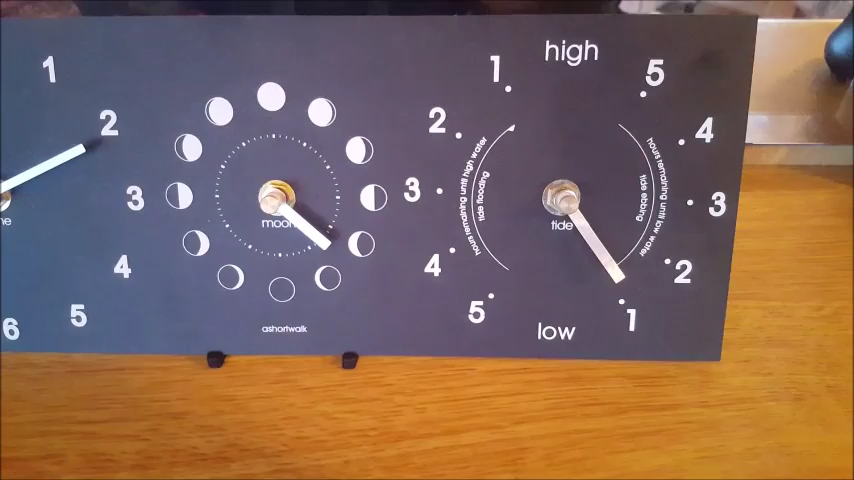 1
2
3
4
5
6
ne
moon
ashortwalk
high
1
2
3
4
5
hours remaining until high water
tide flooding
tide
5
4
3
2
1
hours remaining until low water
tide ebbing
low